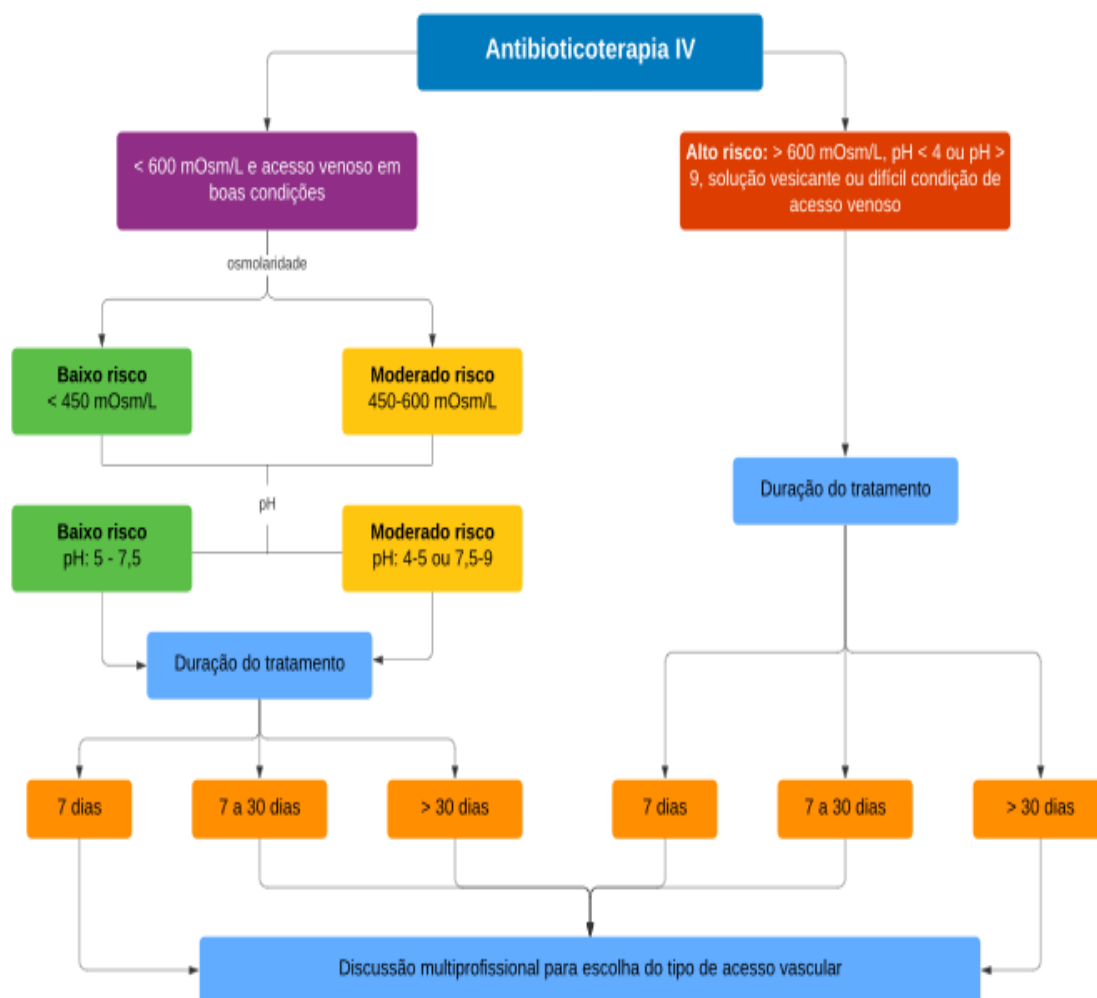 Antibioticoterapia IV
< 600 mOsm/L e acesso venoso em
boas condições
Alto risco: > 600 mOsm/L, pH < 4 ou pH >
9, solução vesicante ou difícil condição de
acesso venoso
osmolaridade
Baixo risco
< 450 mOsm/L
Moderado risco
450-600 mOsm/L
Duração do tratamento
pH
Baixo risco
pH: 5 - 7,5
Moderado risco
pH: 4-5 ou 7,5-9
Duração do tratamento
7 dias
7 a 30 dias
> 30 dias
7 dias
7 a 30 dias
> 30 dias
Discussão multiprofissional para escolha do tipo de acesso vascular